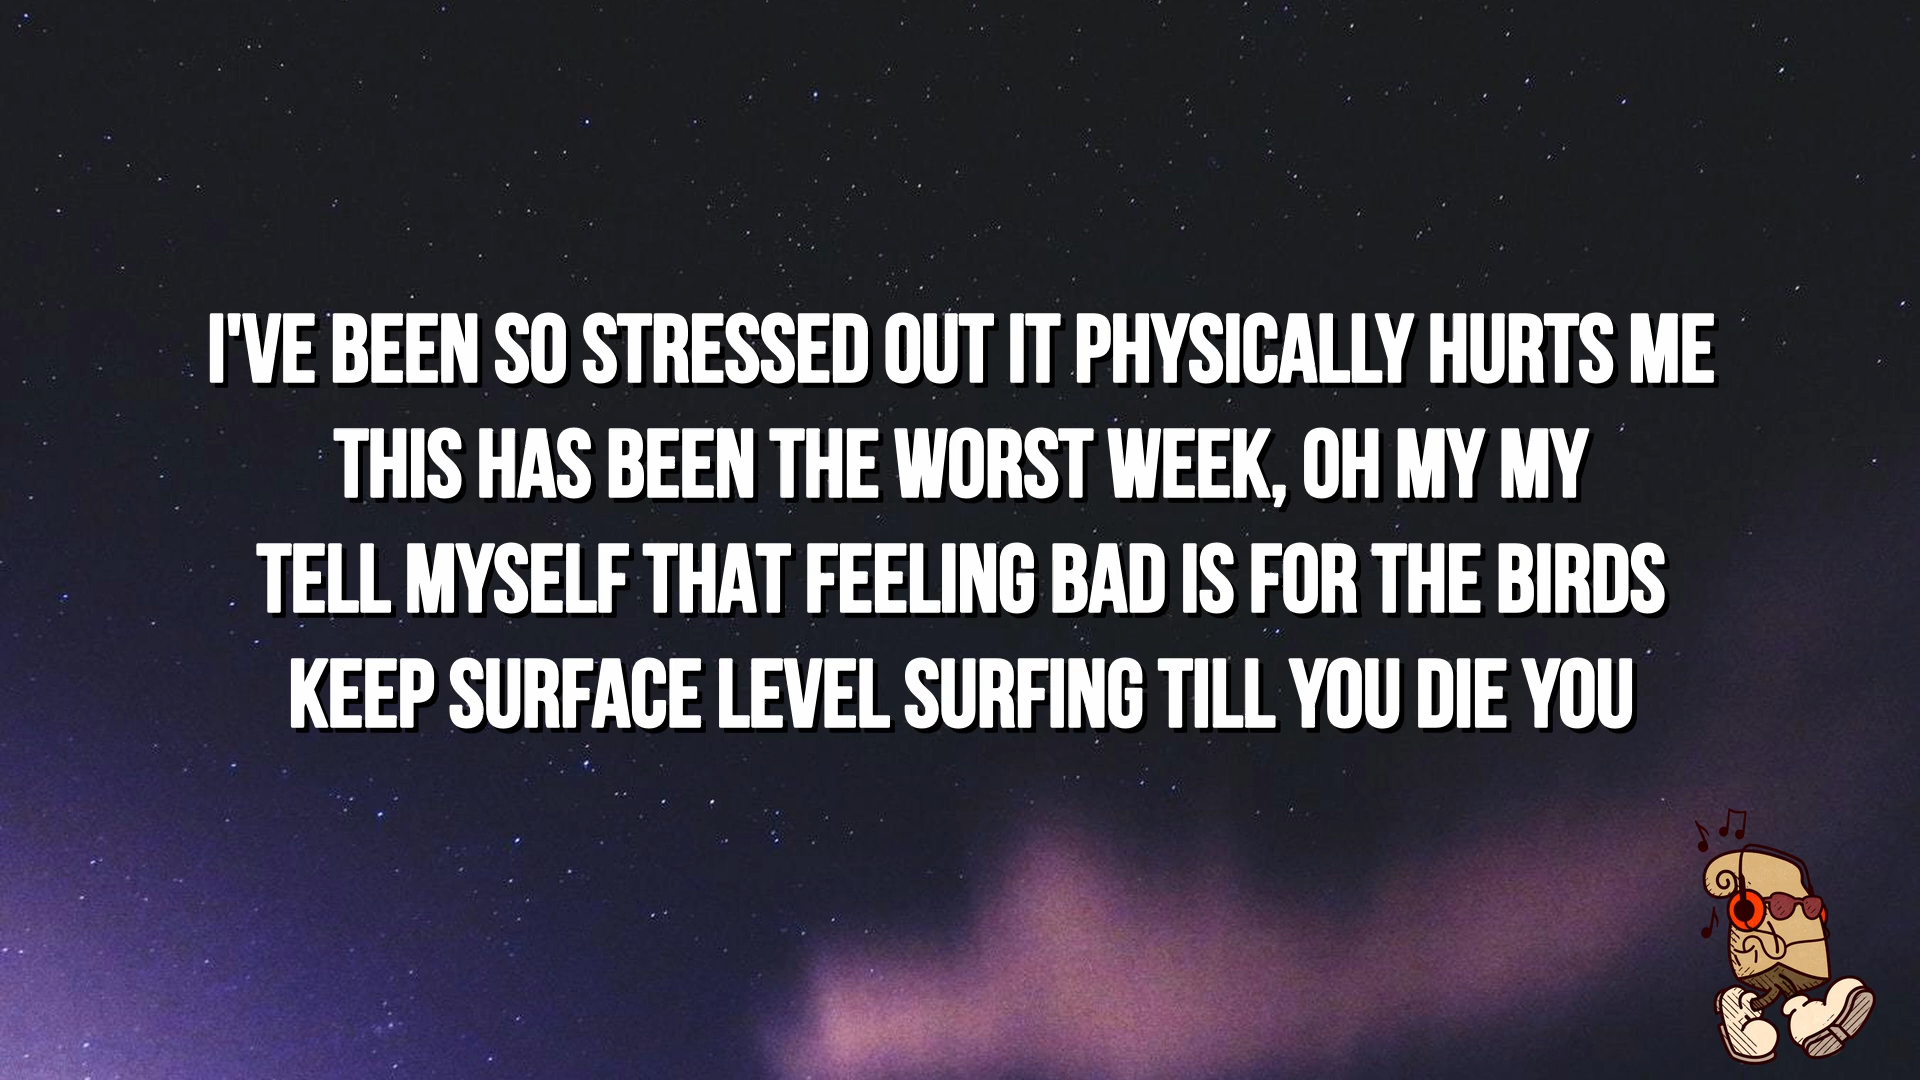 I'VE BEEN SO STRESSED OUT IT PHYSICALLY HURTS ME
THIS HAS BEEN THE WORST WEEK, OH MY MY
TELL MYSELF THAT FEELING BAD IS FOR THE BIRDS
KEEP SURFACE LEVEL SURFING TILL YOU DIE YOU